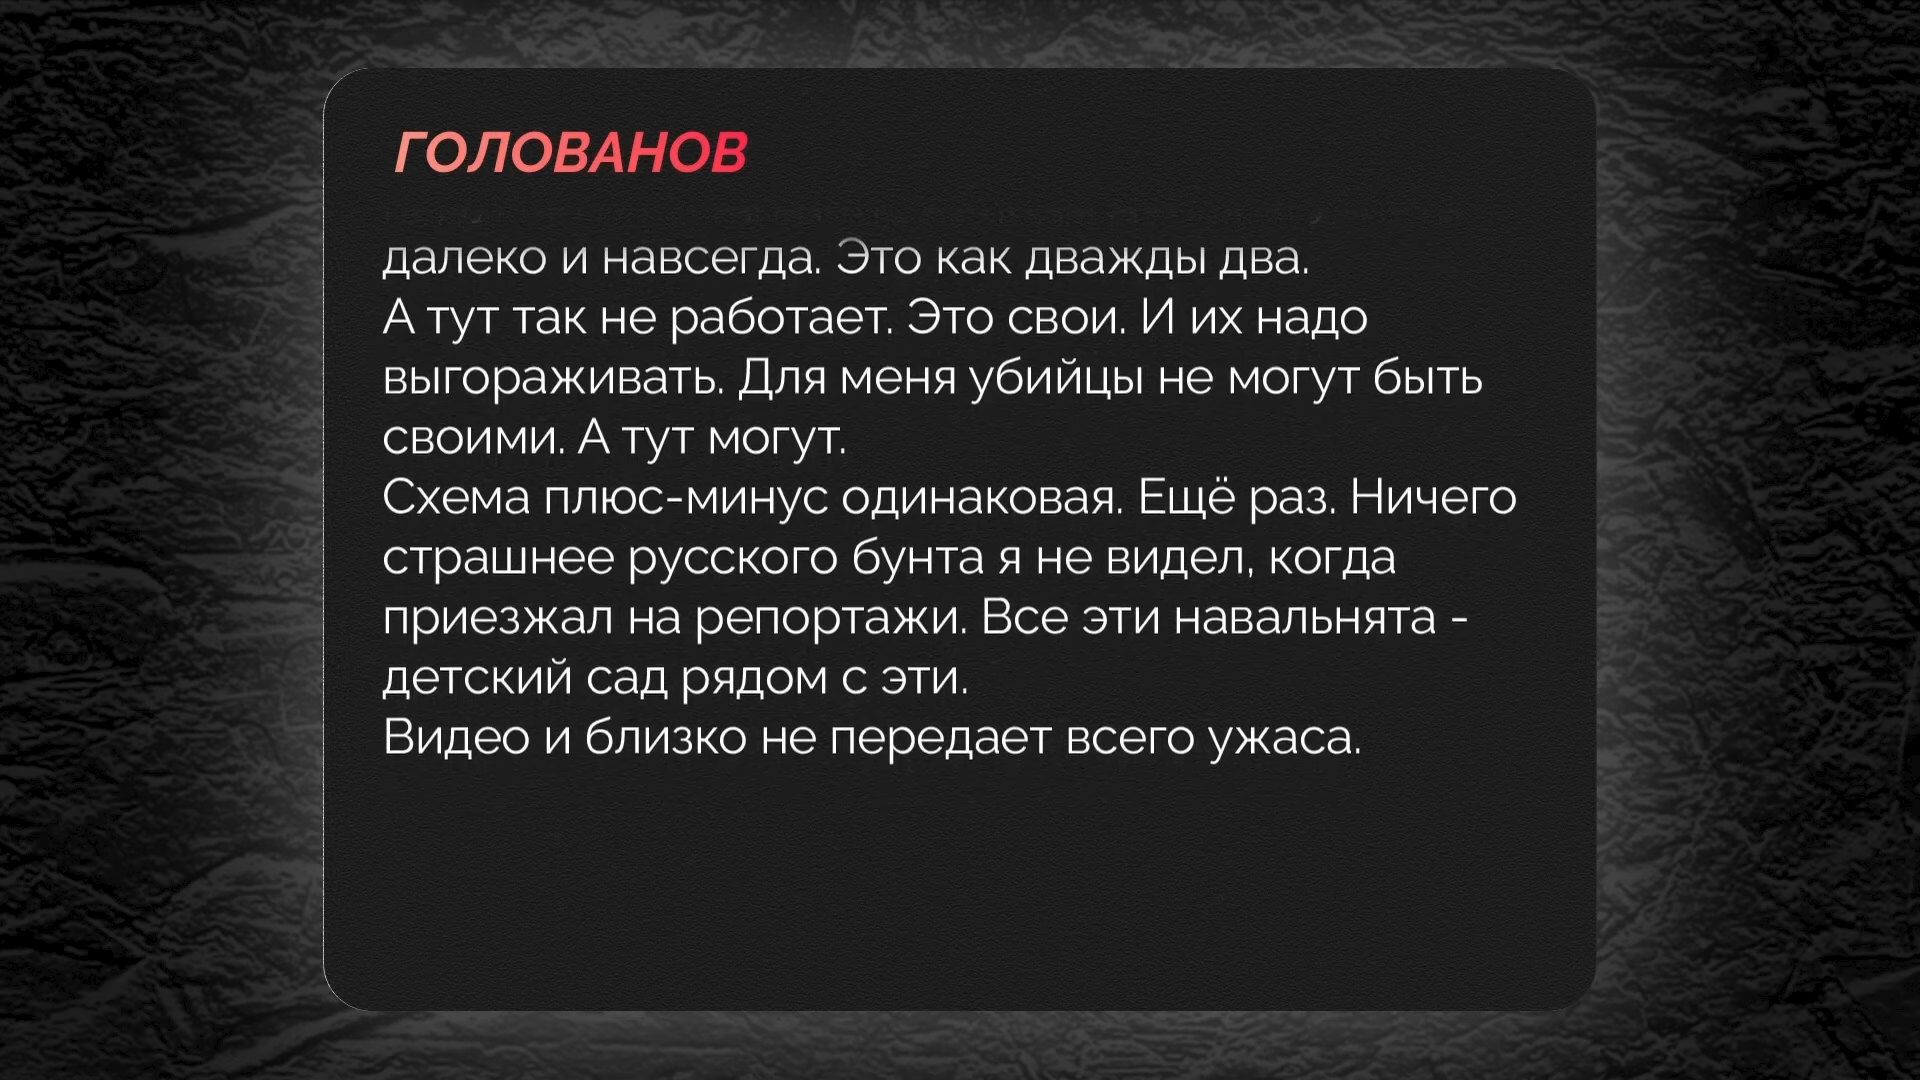 ГОЛОВАНОВ
далеко и навсегда. Это как дважды два.
А тут так не работает. Это свои. И их надо
выгораживать. Для меня убийцы не могут быть
своими. А тут могут.
Схема плюс-минус одинаковая. Ещё раз. Ничего
страшнее русского бунта я не видел, когда
приезжал на репортажи. Все эти навальнята -
детский сад рядом с эти.
Видео и близко не передает всего ужаса.